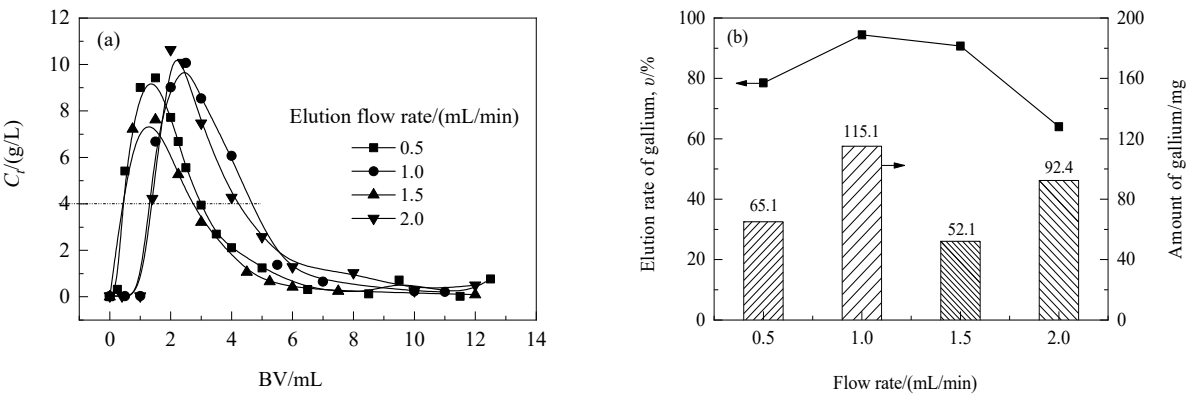 (a)
12
10
8
6
4
2
0
Ct/(g/L)
Elution flow rate/(mL/min)
0.5
1.0
1.5
2.0
0 2 4 6 8 10 12 14
BV/mL
(b)
100
80
60
40
20
0
Elution rate of gallium, υ/%
65.1
115.1
52.1
92.4
200
160
120
80
40
0
Amount of gallium/mg
0.5 1.0 1.5 2.0
Flow rate/(mL/min)